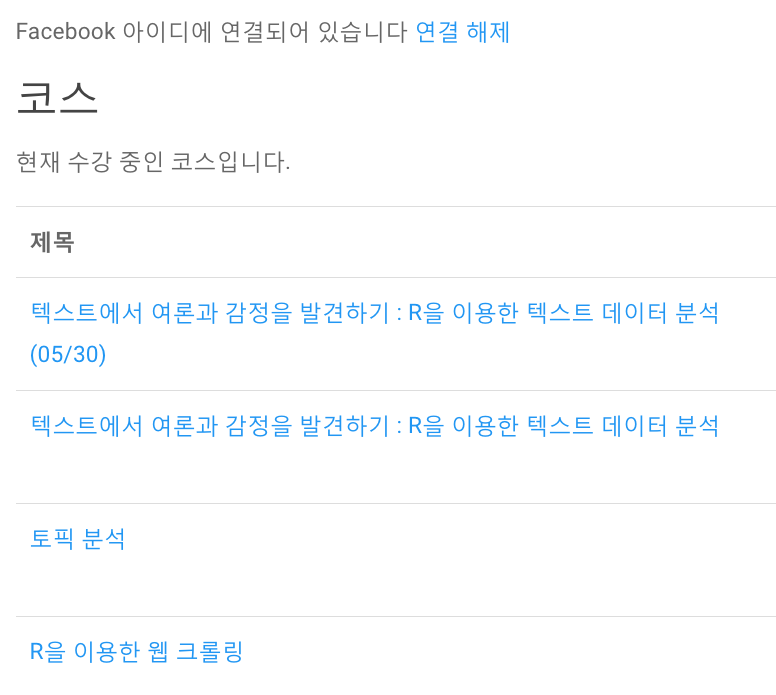 Facebook 아이디에 연결되어 있습니다 연결 해제
코스
현재 수강 중인 코스입니다.
제목
텍스트에서 여론과 감정을 발견하기 : R을 이용한 텍스트 데이터 분석
(05/30)
텍스트에서 여론과 감정을 발견하기 : R을 이용한 텍스트 데이터 분석
토픽 분석
R을 이용한 웹 크롤링